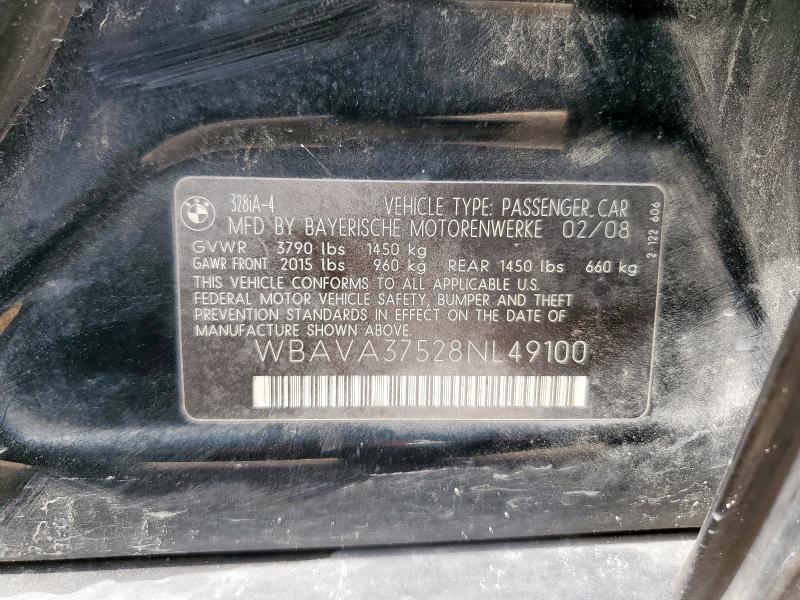 328iA-4 VEHICLE TYPE: PASSENGER CAR
MFD BY BAYERISCHE MOTORENWERKE 02/08
GVWR 3790 lbs 1450 kg
GAWR FRONT 2015 lbs 960 kg REAR 1450 lbs 660 kg
THIS VEHICLE CONFORMS TO ALL APPLICABLE U.S.
FEDERAL MOTOR VEHICLE SAFETY, BUMPER AND THEFT
PREVENTION STANDARDS IN EFFECT ON THE DATE OF
MANUFACTURE SHOWN ABOVE.
WBAVA37528NL49100
2 122 606